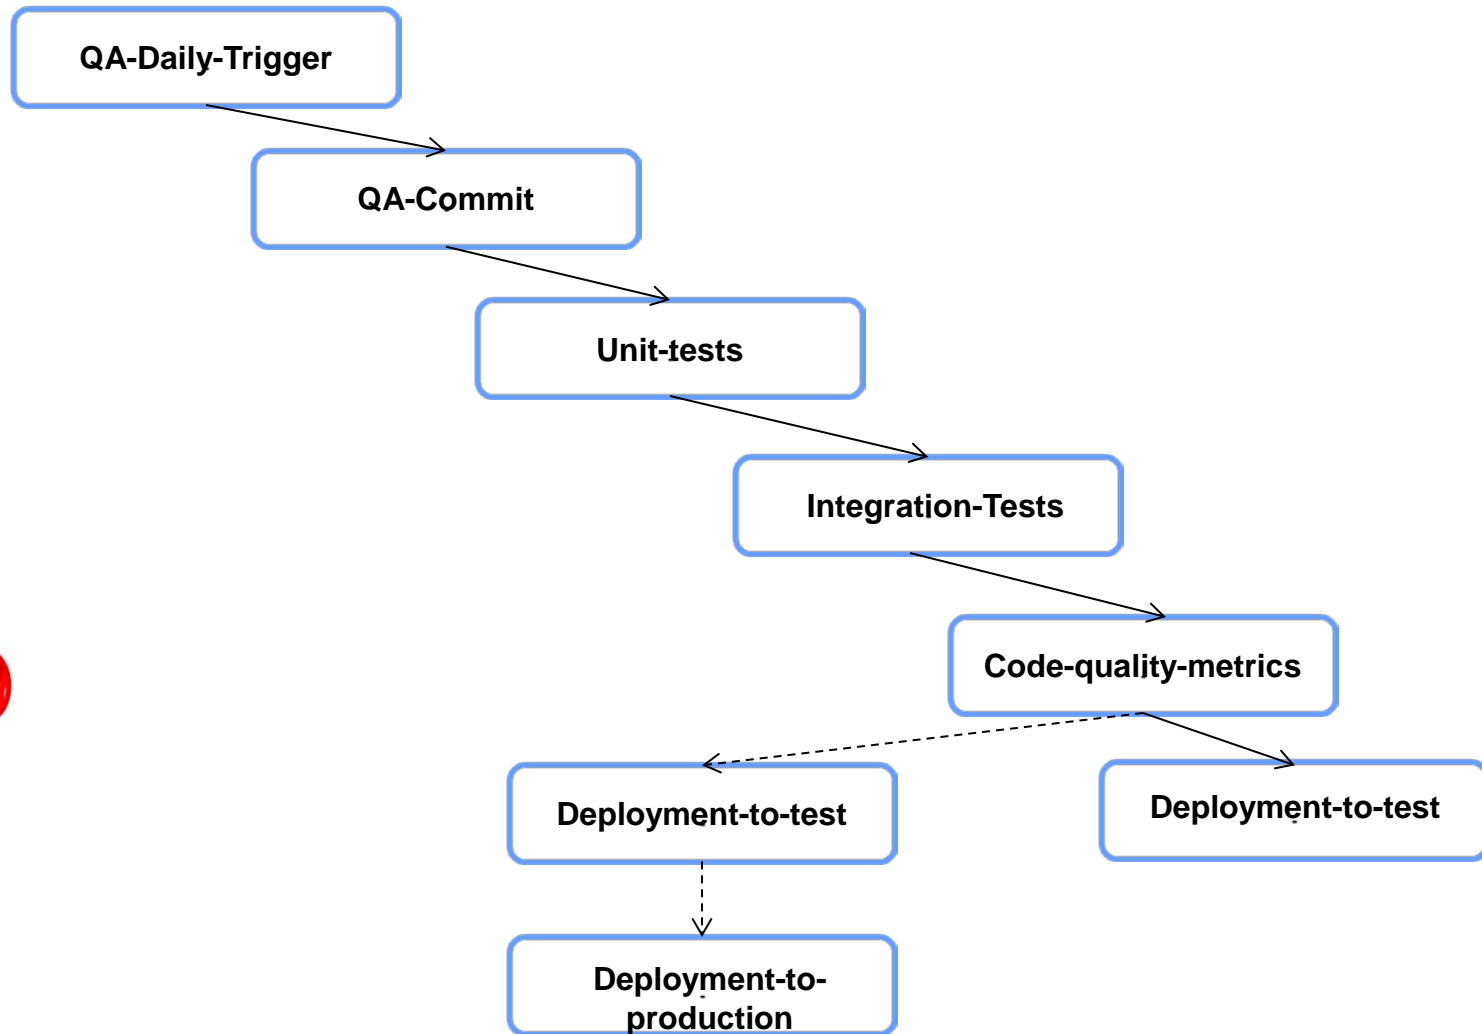 QA-Daily-Trigger
QA-Commit
Unit-tests
Integration-Tests
Code-quality-metrics
Deployment-to-test
Deployment-to-test
Deployment-to-
production